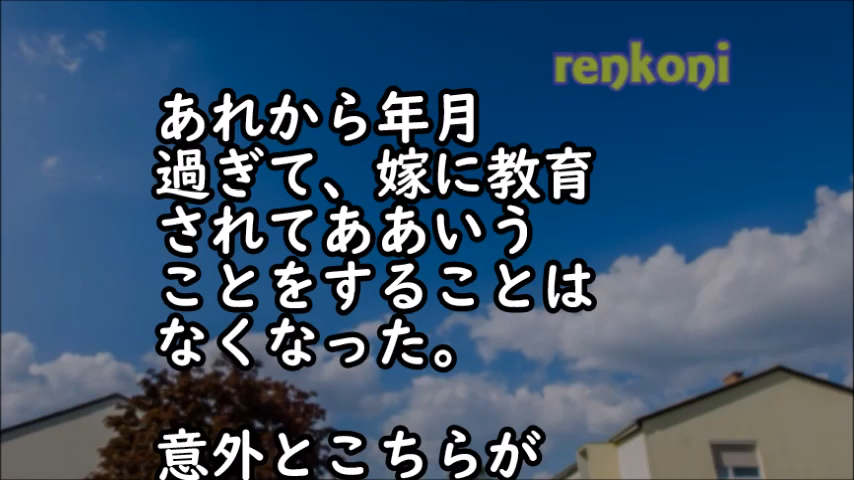 renkoni
あれから年月
過ぎて、嫁に教育
されてああいう
ことをすることは
なくなった。
意外とこちらが